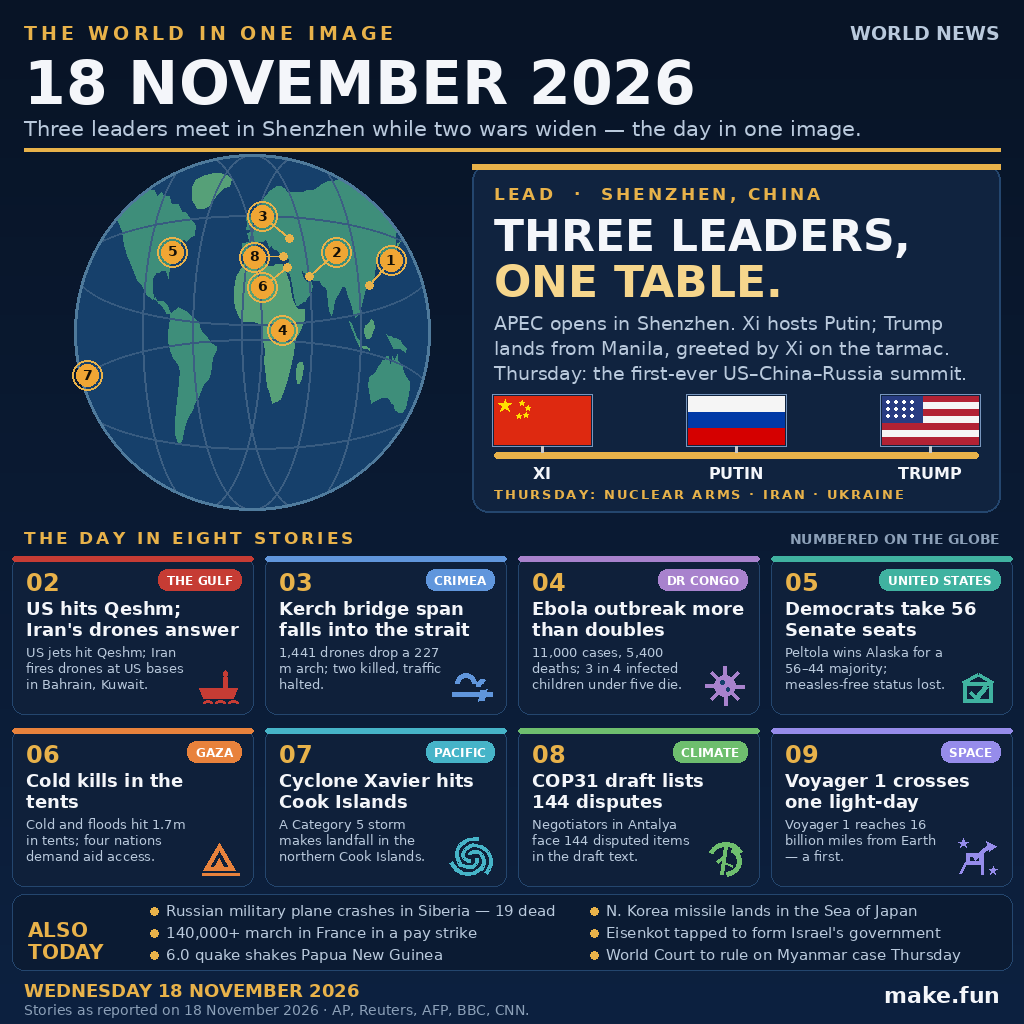 THE WORLD IN ONE IMAGE
WORLD NEWS
18 NOVEMBER 2026
Three leaders meet in Shenzhen while two wars widen — the day in one image.
3
5
8
2
1
6
4
7
LEAD · SHENZHEN, CHINA
THREE LEADERS,
ONE TABLE.
APEC opens in Shenzhen. Xi hosts Putin; Trump
lands from Manila, greeted by Xi on the tarmac.
Thursday: the first-ever US–China–Russia summit.
XI
PUTIN
TRUMP
THURSDAY: NUCLEAR ARMS · IRAN · UKRAINE
THE DAY IN EIGHT STORIES
NUMBERED ON THE GLOBE
02
THE GULF
US hits Qeshm;
Iran's drones answer
US jets hit Qeshm; Iran
fires drones at US bases
in Bahrain, Kuwait.
03
CRIMEA
Kerch bridge span
falls into the strait
1,441 drones drop a 227
m arch; two killed, traffic
halted.
04
DR CONGO
Ebola outbreak more
than doubles
11,000 cases, 5,400
deaths; 3 in 4 infected
children under five die.
05
UNITED STATES
Democrats take 56
Senate seats
Peltola wins Alaska for a
56–44 majority;
measles-free status lost.
06
GAZA
Cold kills in the
tents
Cold and floods hit 1.7m
in tents; four nations
demand aid access.
07
PACIFIC
Cyclone Xavier hits
Cook Islands
A Category 5 storm
makes landfall in the
northern Cook Islands.
08
CLIMATE
COP31 draft lists
144 disputes
Negotiators in Antalya
face 144 disputed items
in the draft text.
09
SPACE
Voyager 1 crosses
one light-day
Voyager 1 reaches 16
billion miles from Earth
— a first.
ALSO
TODAY
Russian military plane crashes in Siberia — 19 dead
140,000+ march in France in a pay strike
6.0 quake shakes Papua New Guinea
N. Korea missile lands in the Sea of Japan
Eisenkot tapped to form Israel's government
World Court to rule on Myanmar case Thursday
WEDNESDAY 18 NOVEMBER 2026
Stories as reported on 18 November 2026 · AP, Reuters, AFP, BBC, CNN.
make.fun